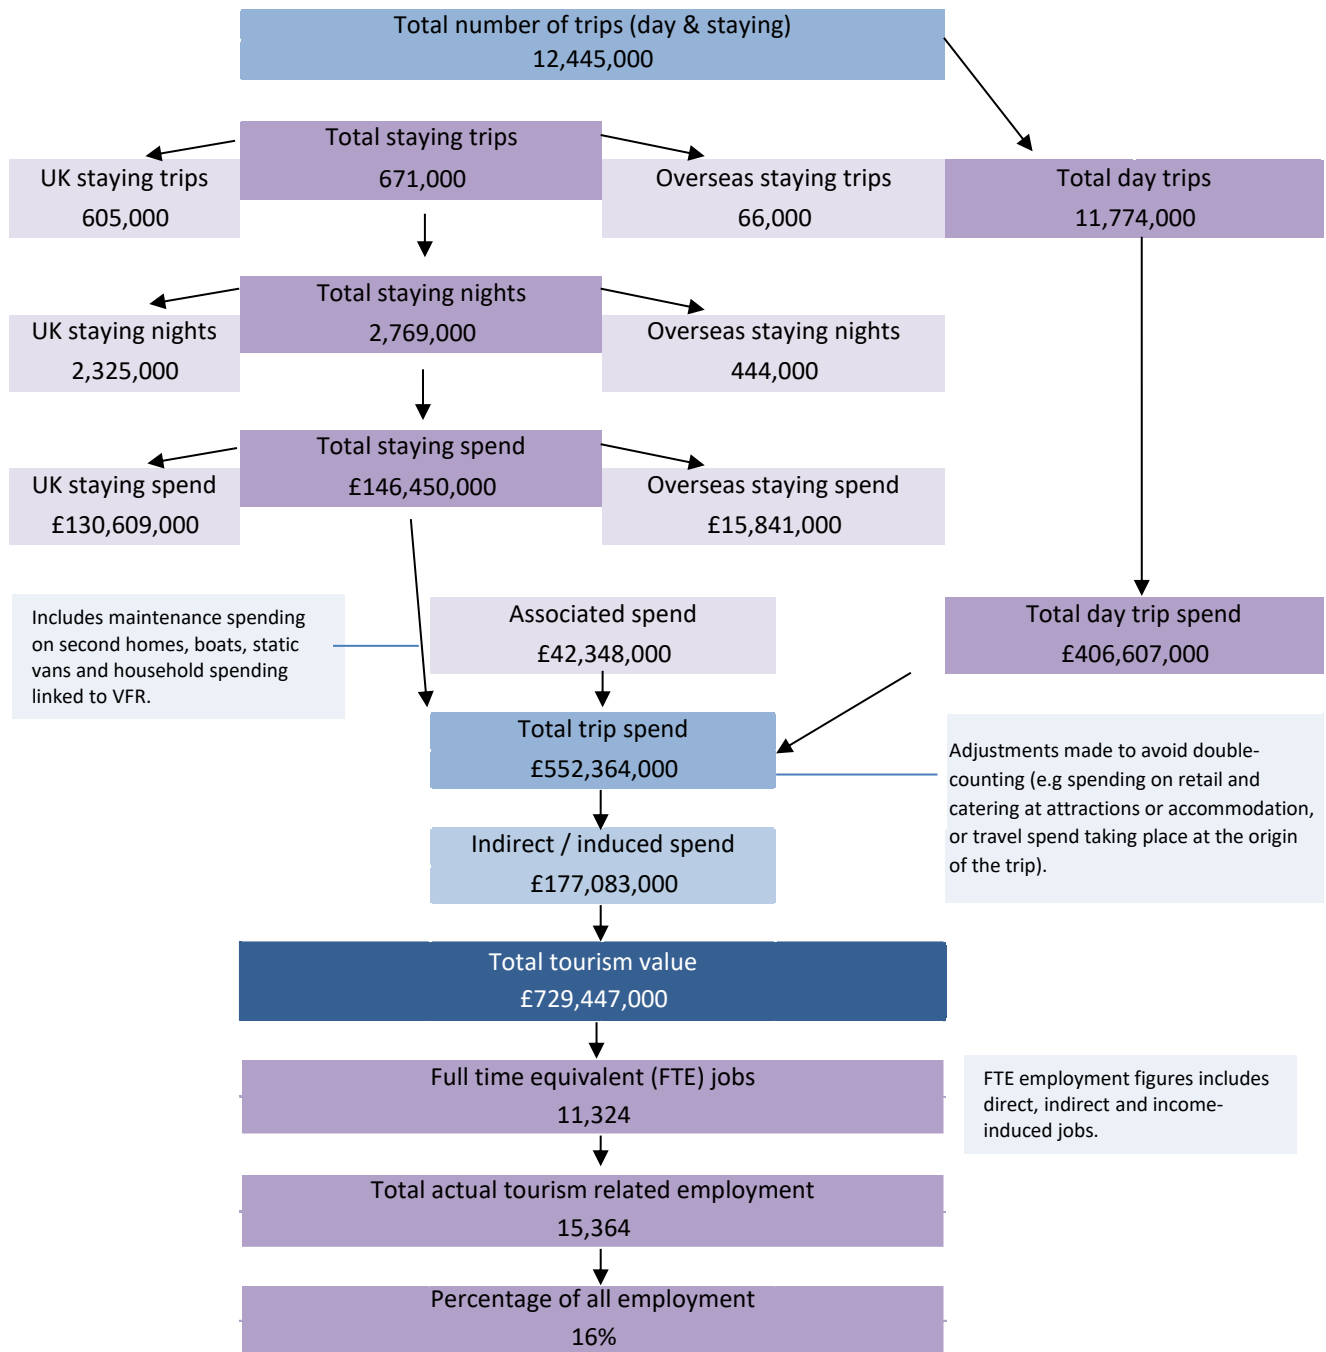 Total number of trips (day & staying)
12,445,000
Total staying trips
671,000
UK staying trips
605,000
Overseas staying trips
66,000
Total day trips
11,774,000
Total staying nights
2,769,000
UK staying nights
2,325,000
Overseas staying nights
444,000
Total staying spend
£146,450,000
UK staying spend
£130,609,000
Overseas staying spend
£15,841,000
Includes maintenance spending
on second homes, boats, static
vans and household spending
linked to VFR.
Associated spend
£42,348,000
Total day trip spend
£406,607,000
Total trip spend
£552,364,000
Adjustments made to avoid double-
counting (e.g spending on retail and
catering at attractions or accommodation,
or travel spend taking place at the origin
of the trip).
Indirect / induced spend
£177,083,000
Total tourism value
£729,447,000
Full time equivalent (FTE) jobs
11,324
FTE employment figures includes
direct, indirect and income-
induced jobs.
Total actual tourism related employment
15,364
Percentage of all employment
16%